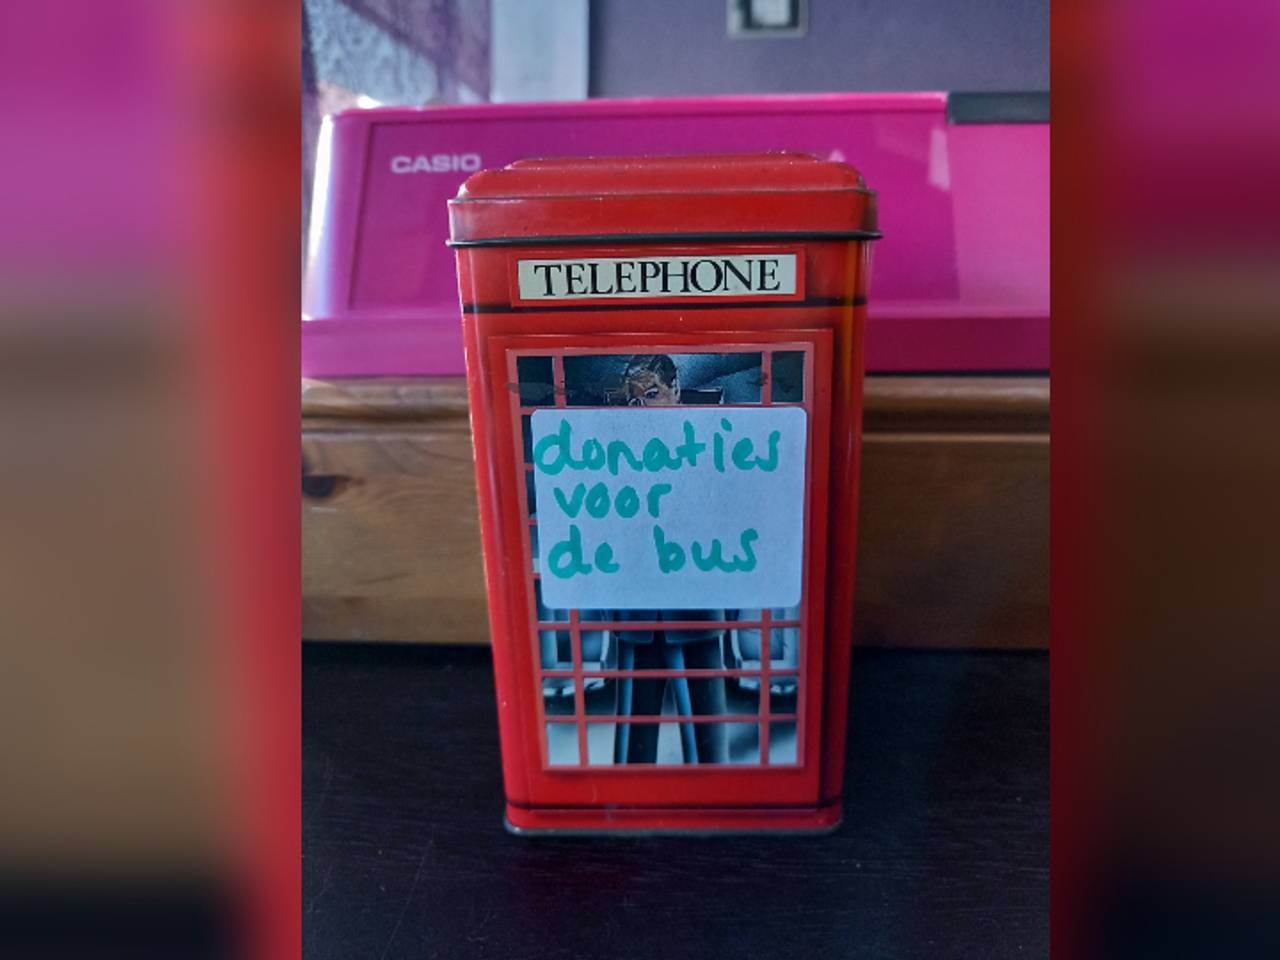 CASIO
TELEPHONE
donaties
voor
de bus